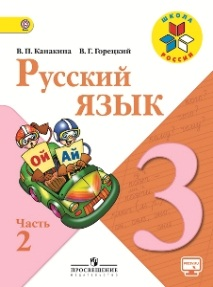 В. П. Канакина В. Г. Горецкий
ШКОЛА
РОССИИ
Русский
язык
ОЙ АЙ
Часть
2
3
ПРОСВЕЩЕНИЕ